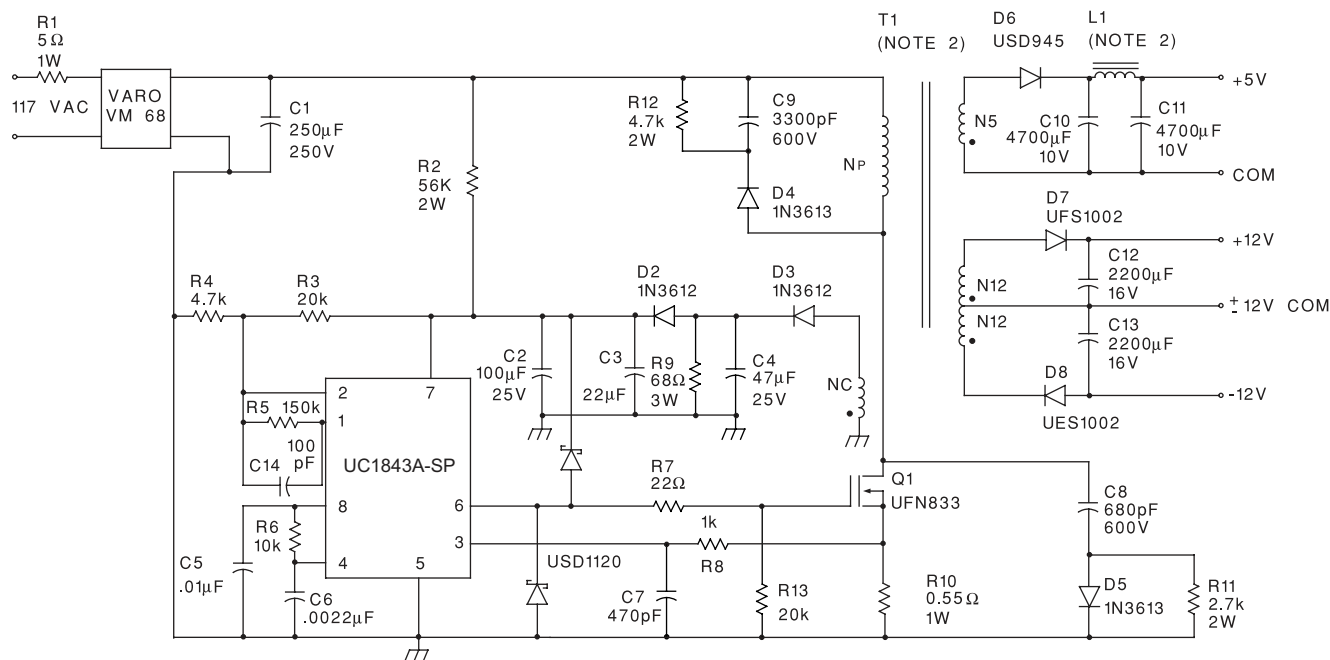 R1
5Ω
1W
117 VAC
VARO
VM 68
C1
250µF
250V
R2
56K
2W
R12
4.7k
2W
C9
3300pF
600V
D4
1N3613
NP
T1
(NOTE 2)
D6
USD945
L1
(NOTE 2)
+5V
N5
C10
4700µF
10V
C11
4700µF
10V
COM
D7
UFS1002
+12V
N12
N12
C12
2200µF
16V
± 12V COM
C13
2200µF
16V
D8
UES1002
-12V
R4
4.7k
R3
20k
D2
1N3612
D3
1N3612
C2
100µF
25V
C3
22µF
R9
68Ω
3W
C4
47µF
25V
NC
2
7
R5 150k
1
100
pF
C14
UC1843A-SP
8
6
R6
10k
3
4
5
C5
.01µF
C6
.0022µF
USD1120
R7
22Ω
1k
R8
C7
470pF
R13
20k
Q1
UFN833
R10
0.55Ω
1W
C8
680pF
600V
D5
1N3613
R11
2.7k
2W